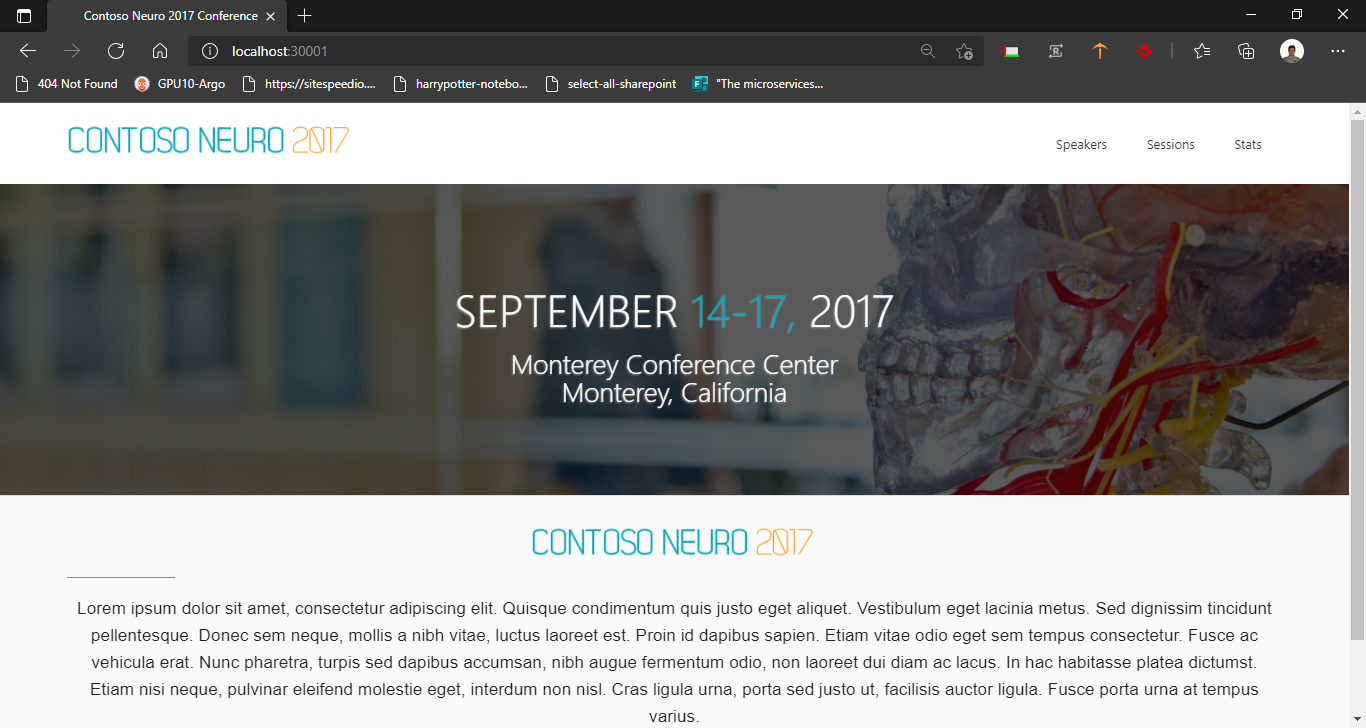 Contoso Neuro 2017 Conference
localhost:30001
404 Not Found GPU10-Argo https://sitespeedio.... harrypotter-notebo... select-all-sharepoint "The microservices...
CONTOSO NEURO 2017
Speakers Sessions Stats
SEPTEMBER 14-17, 2017
Monterey Conference Center
Monterey, California
CONTOSO NEURO 2017
Lorem ipsum dolor sit amet, consectetur adipiscing elit. Quisque condimentum quis justo eget aliquet. Vestibulum eget lacinia metus. Sed dignissim tincidunt
pellentesque. Donec sem neque, mollis a nibh vitae, luctus laoreet est. Proin id dapibus sapien. Etiam vitae odio eget sem tempus consectetur. Fusce ac
vehicula erat. Nunc pharetra, turpis sed dapibus accumsan, nibh augue fermentum odio, non laoreet dui diam ac lacus. In hac habitasse platea dictumst.
Etiam nisi neque, pulvinar eleifend molestie eget, interdum non nisl. Cras ligula urna, porta sed justo ut, facilisis auctor ligula. Fusce porta urna at tempus
varius.